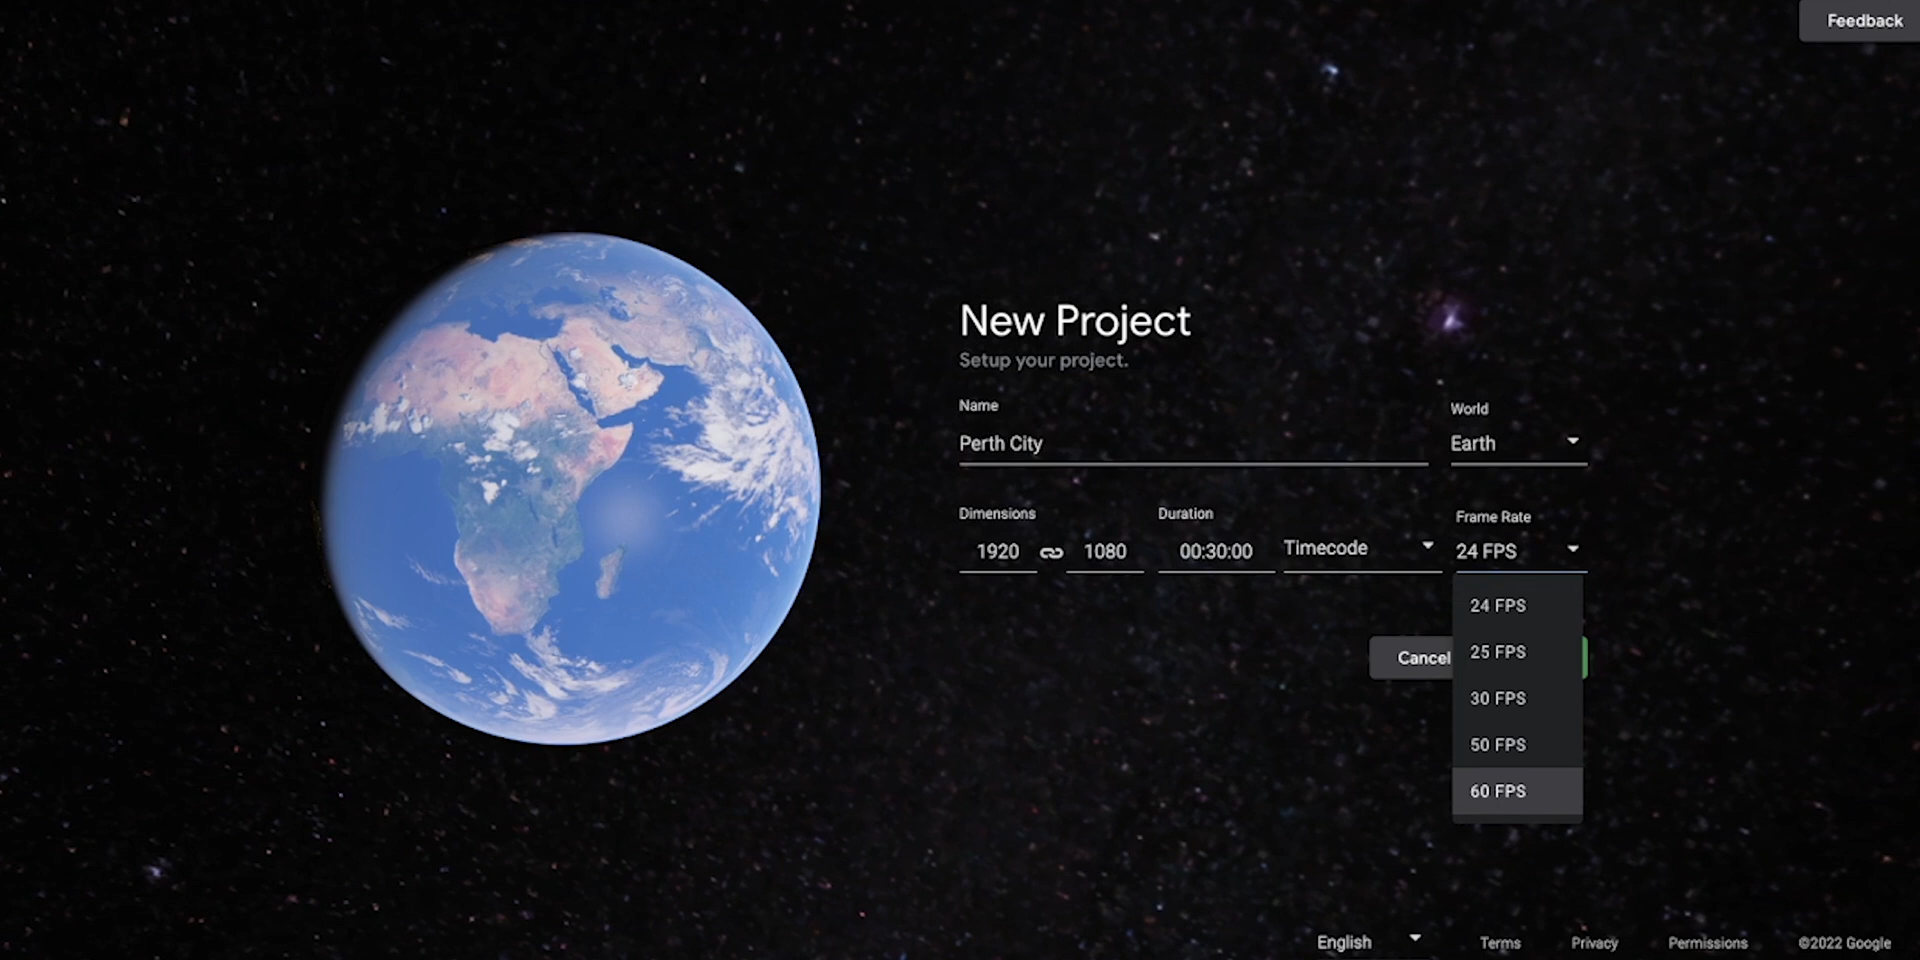 Feedback
New Project
Setup your project.
Name
World
Perth City
Earth
Dimensions
Duration
Frame Rate
1920
1080
00:30:00
Timecode
24 FPS
24 FPS
25 FPS
30 FPS
50 FPS
60 FPS
Cancel
English
Terms
Privacy
Permissions
©2022 Google